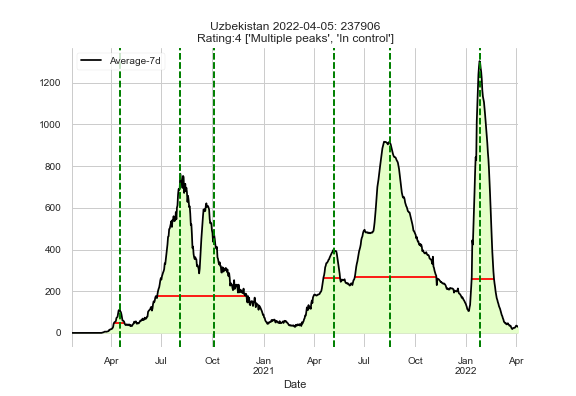 Uzbekistan 2022-04-05: 237906
Rating:4 ['Multiple peaks', 'In control']
Average-7d
1200
1000
800
600
400
200
0
Apr Jul Oct Jan Apr Jul Oct Jan Apr
2021 2022
Date